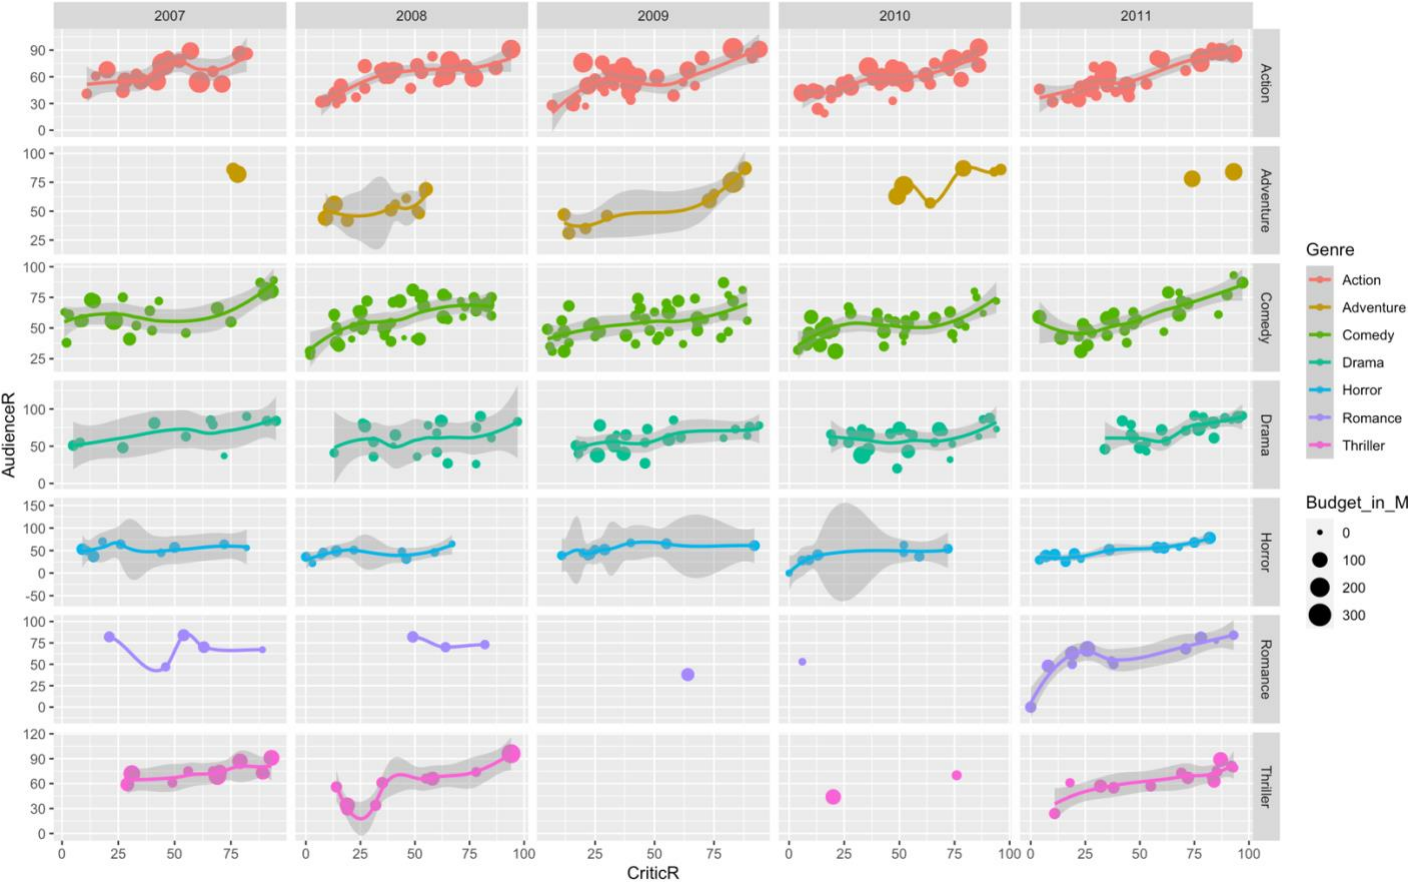 2007 2008 2009 2010 2011
90
60
30
0
Action
100
75
50
25
Adventure
100
75
50
25
Comedy
100
50
0
Drama
150
100
50
0
-50
Horror
100
75
50
25
0
Romance
120
90
60
30
0
Thriller
AudienceR
0 25 50 75 0 25 50 75 100 25 50 75 0 25 50 75 100 0 25 50 75 100
CriticR
Genre
Action
Adventure
Comedy
Drama
Horror
Romance
Thriller
Budget_in_M
0
100
200
300